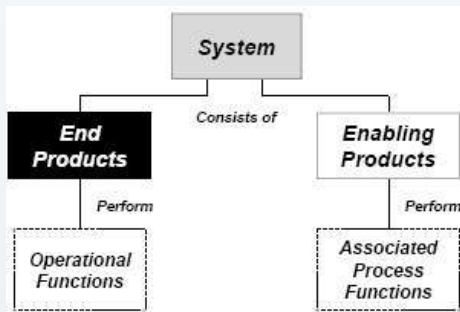 System
Consists of
End
Products
Enabling
Products
Perform
Perform
Operational
Functions
Associated
Process
Functions